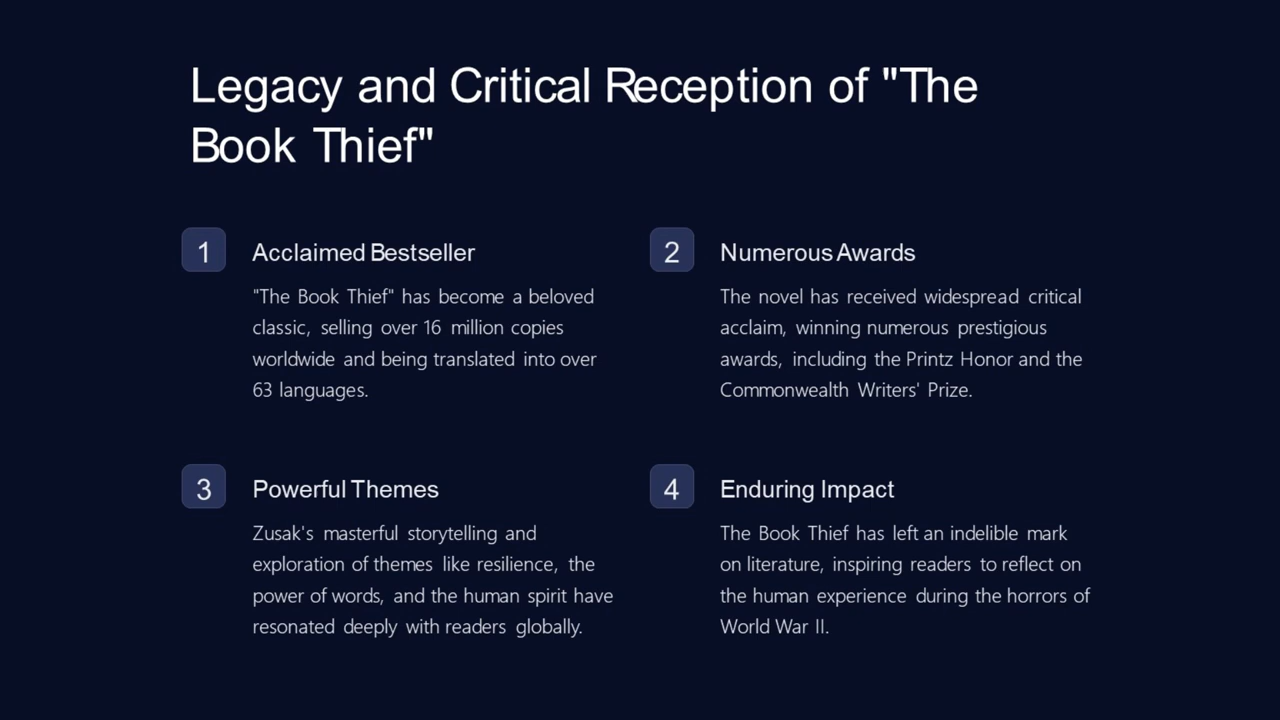 Legacy and Critical Reception of "The
Book Thief"
1
Acclaimed Bestseller
"The Book Thief" has become a beloved
classic, selling over 16 million copies
worldwide and being translated into over
63 languages.
2
Numerous Awards
The novel has received widespread critical
acclaim, winning numerous prestigious
awards, including the Printz Honor and the
Commonwealth Writers' Prize.
3
Powerful Themes
Zusak's masterful storytelling and
exploration of themes like resilience, the
power of words, and the human spirit have
resonated deeply with readers globally.
4
Enduring Impact
The Book Thief has left an indelible mark
on literature, inspiring readers to reflect on
the human experience during the horrors of
World War II.